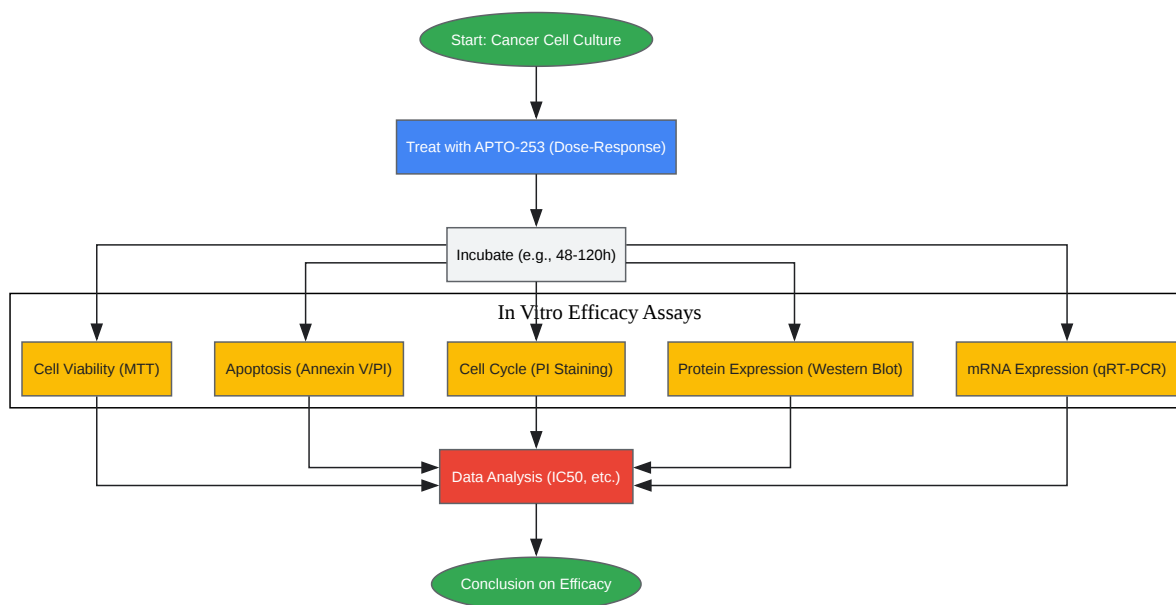 Start: Cancer Cell Culture
Treat with APTO-253 (Dose-Response)
Incubate (e.g., 48-120h)
In Vitro Efficacy Assays
Cell Viability (MTT)
Apoptosis (Annexin V/PI)
Cell Cycle (PI Staining)
Protein Expression (Western Blot)
mRNA Expression (qRT-PCR)
Data Analysis (IC50, etc.)
Conclusion on Efficacy